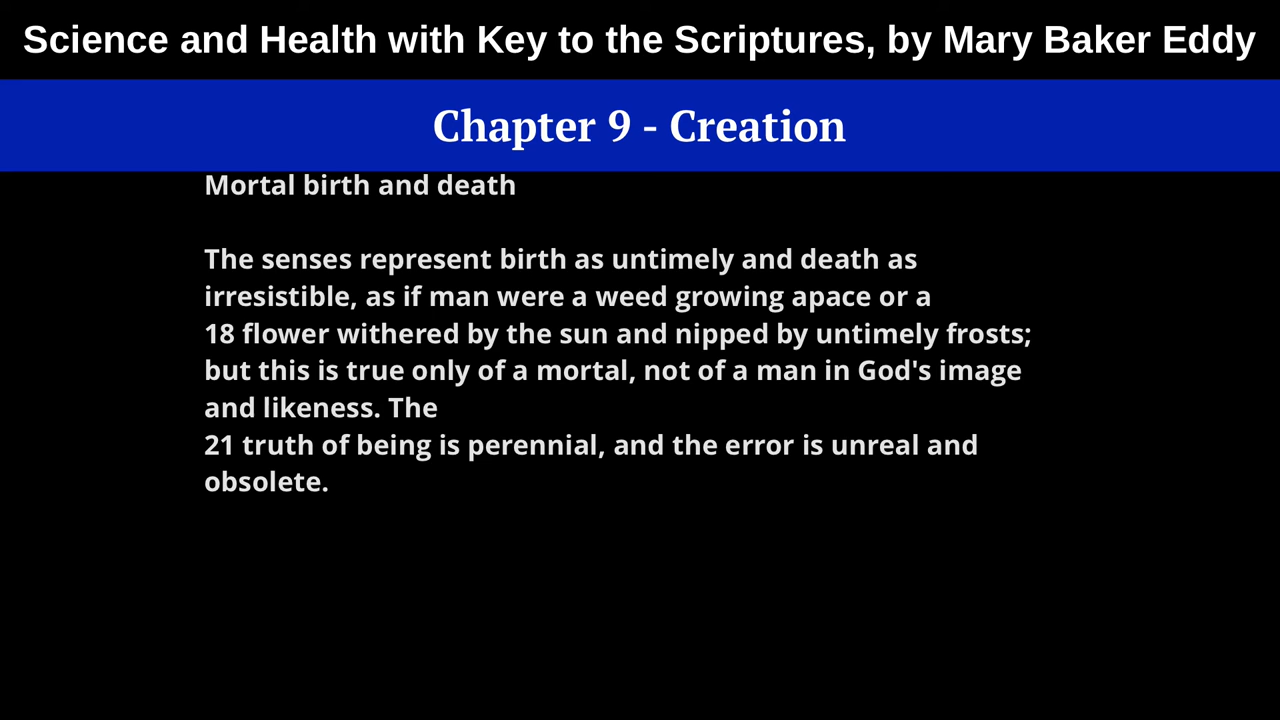 Science and Health with Key to the Scriptures, by Mary Baker Eddy
Chapter 9 - Creation
Mortal birth and death
The senses represent birth as untimely and death as
irresistible, as if man were a weed growing apace or a
18 flower withered by the sun and nipped by untimely frosts;
but this is true only of a mortal, not of a man in God's image
and likeness. The
21 truth of being is perennial, and the error is unreal and
obsolete.